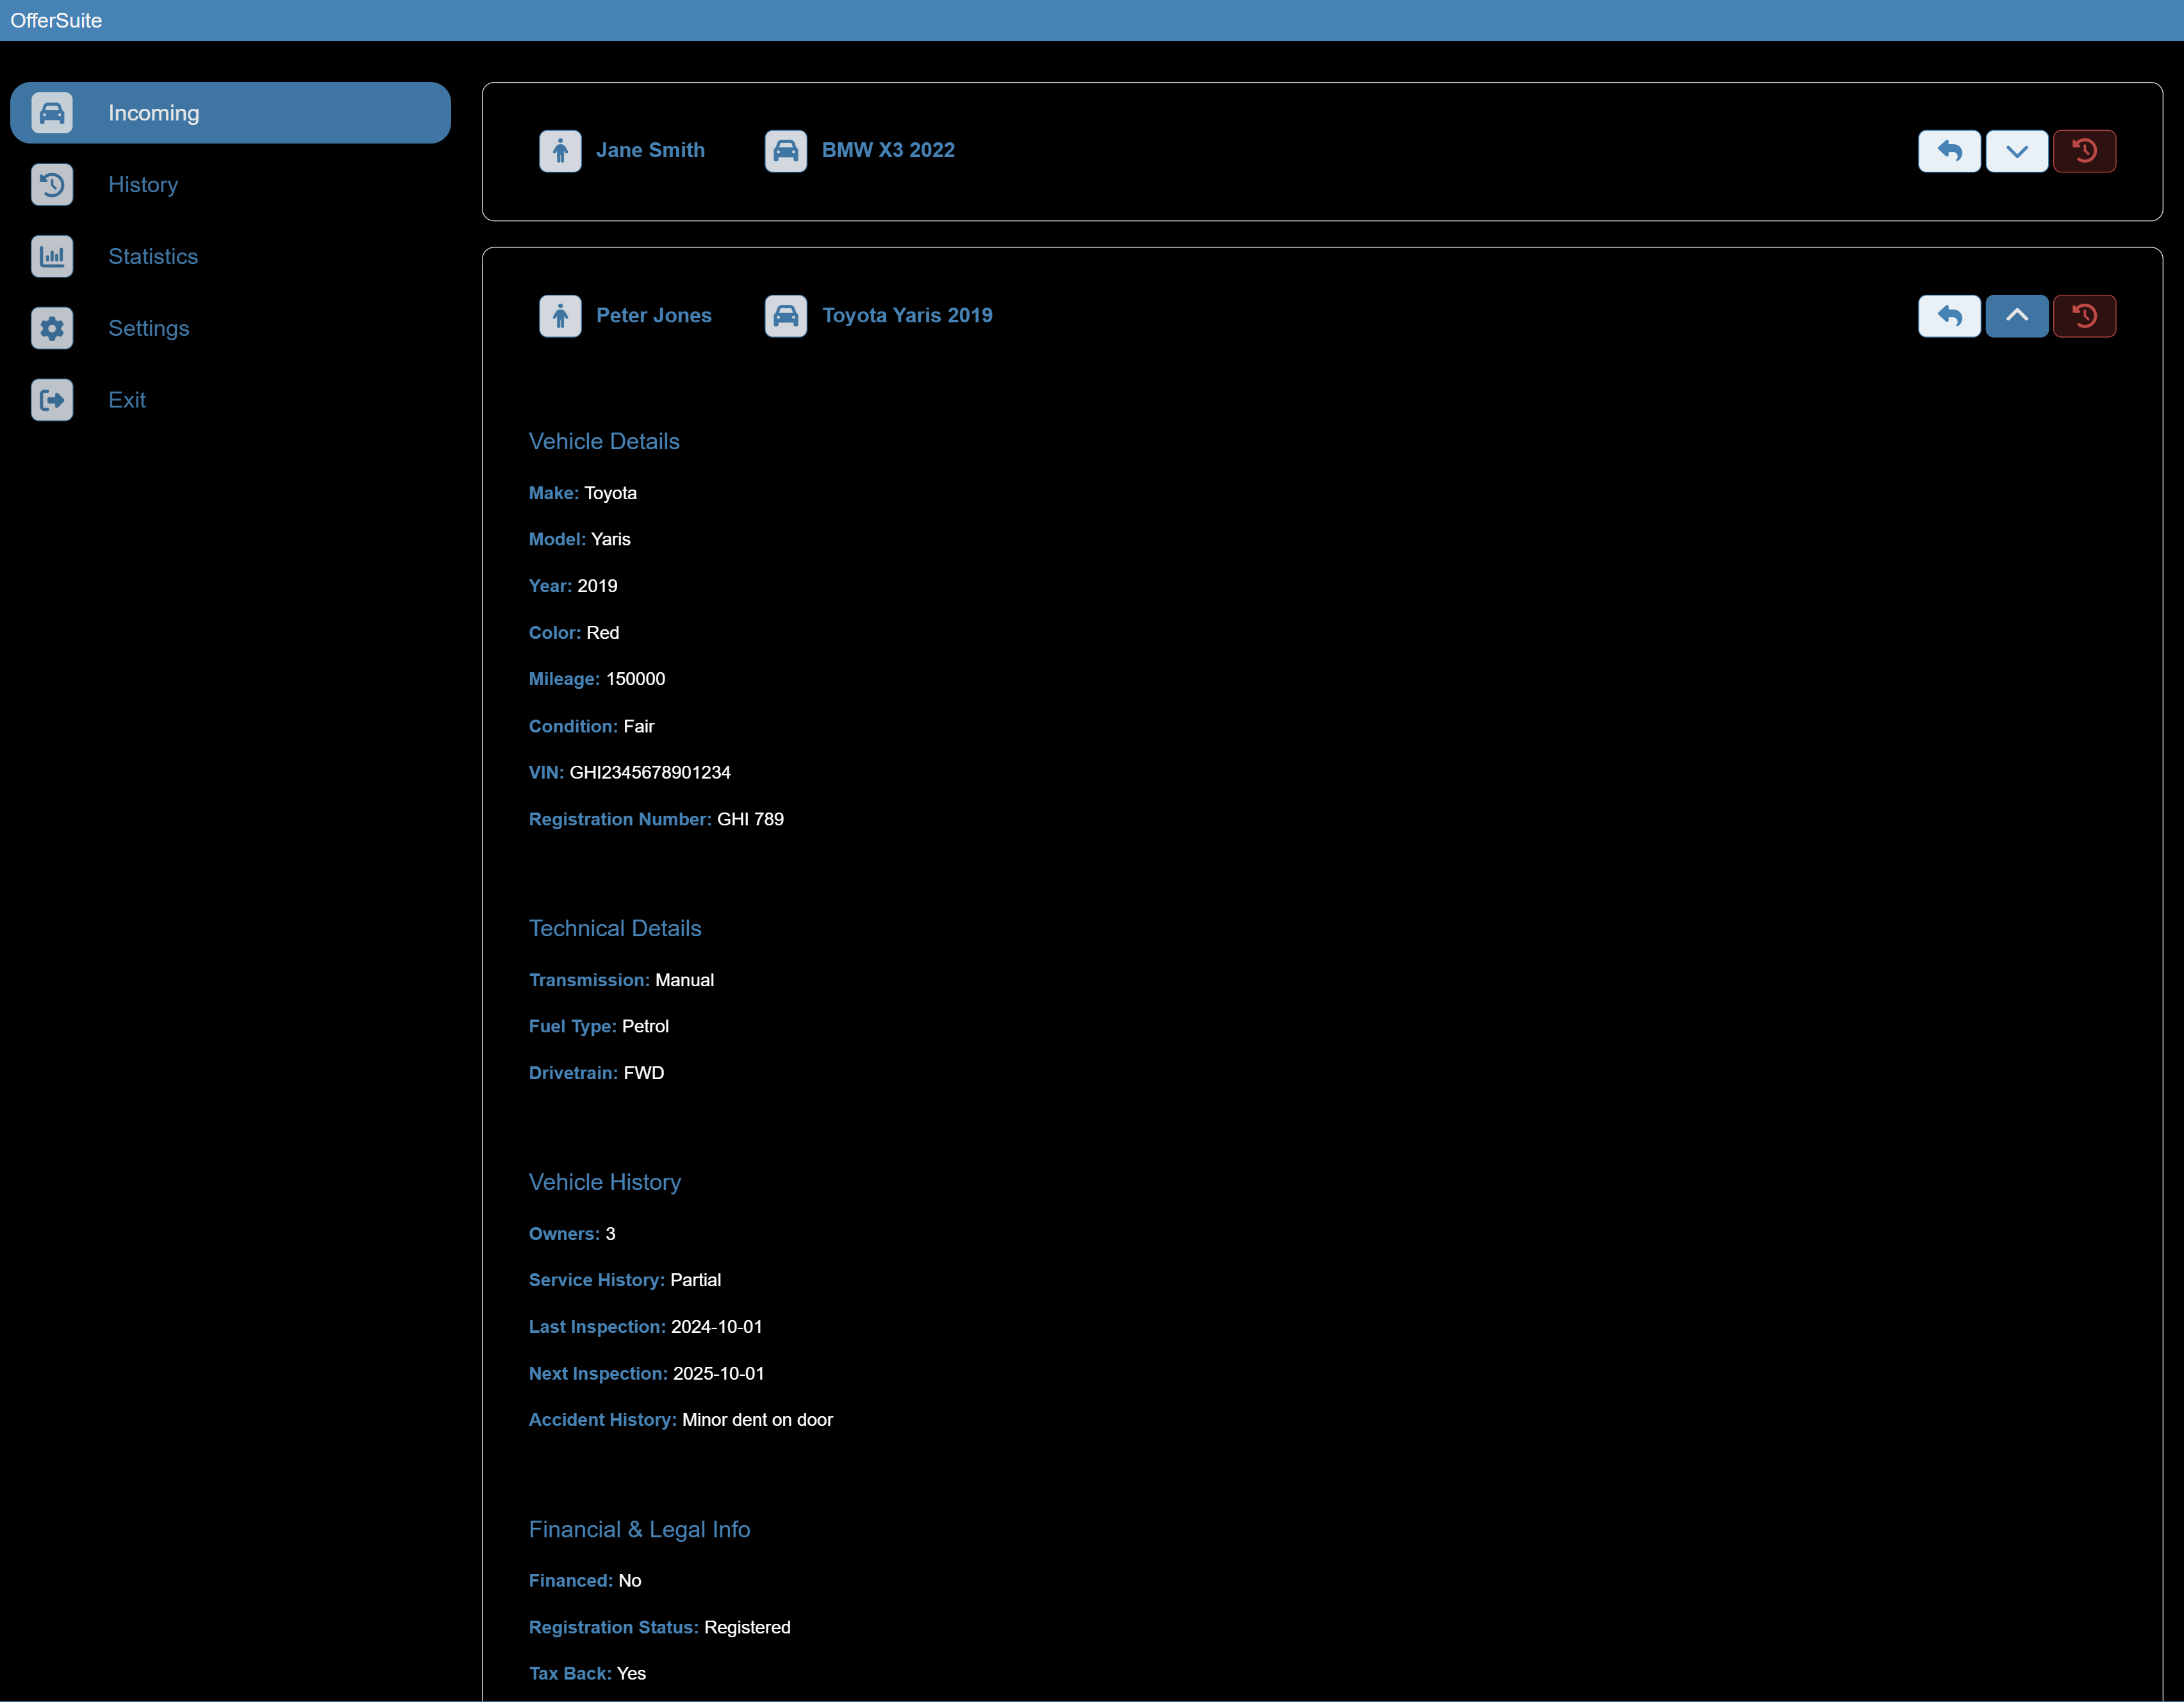 OfferSuite
Incoming
History
Statistics
Settings
Exit
Jane Smith BMW X3 2022
Peter Jones Toyota Yaris 2019
Vehicle Details
Make: Toyota
Model: Yaris
Year: 2019
Color: Red
Mileage: 150000
Condition: Fair
VIN: GHI2345678901234
Registration Number: GHI 789
Technical Details
Transmission: Manual
Fuel Type: Petrol
Drivetrain: FWD
Vehicle History
Owners: 3
Service History: Partial
Last Inspection: 2024-10-01
Next Inspection: 2025-10-01
Accident History: Minor dent on door
Financial & Legal Info
Financed: No
Registration Status: Registered
Tax Back: Yes